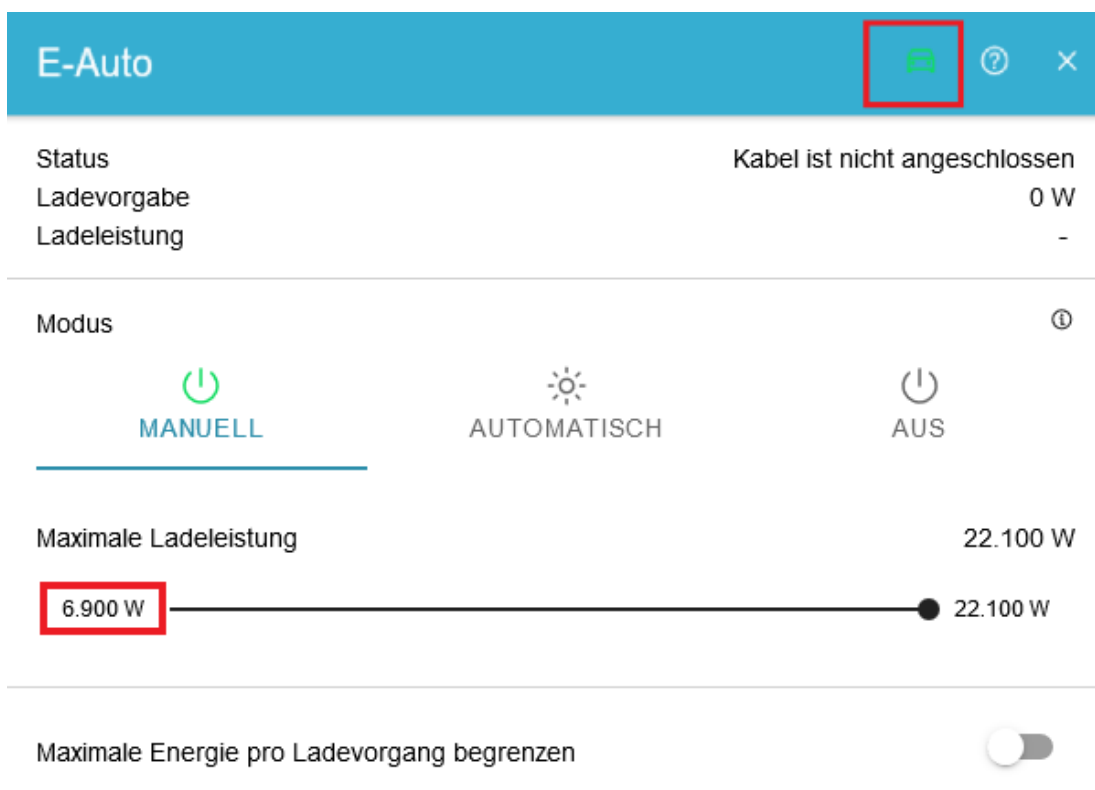 E-Auto
Status Kabel ist nicht angeschlossen
Ladevorgabe 0 W
Ladeleistung -
Modus
MANUELL AUTOMATISCH AUS
Maximale Ladeleistung 22.100 W
6.900 W 22.100 W
Maximale Energie pro Ladevorgang begrenzen